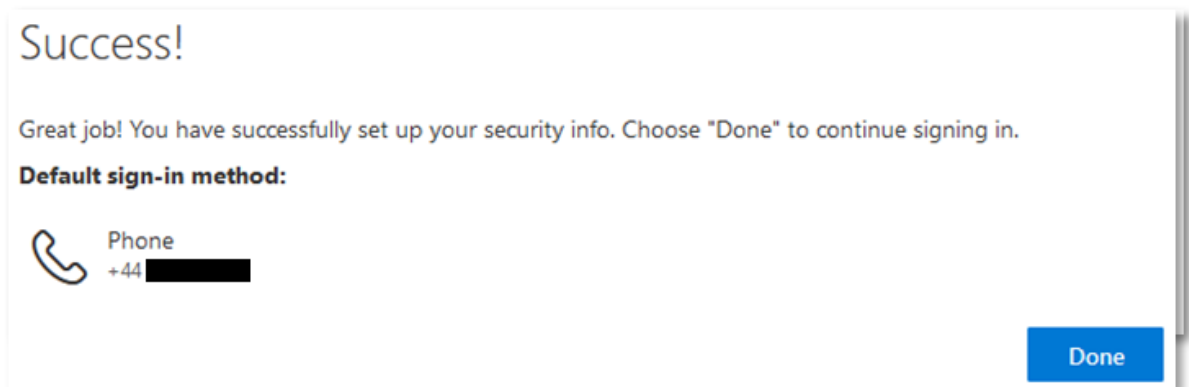 Success!
Great job! You have successfully set up your security info. Choose "Done" to continue signing in.
Default sign-in method:
Phone
+44
Done